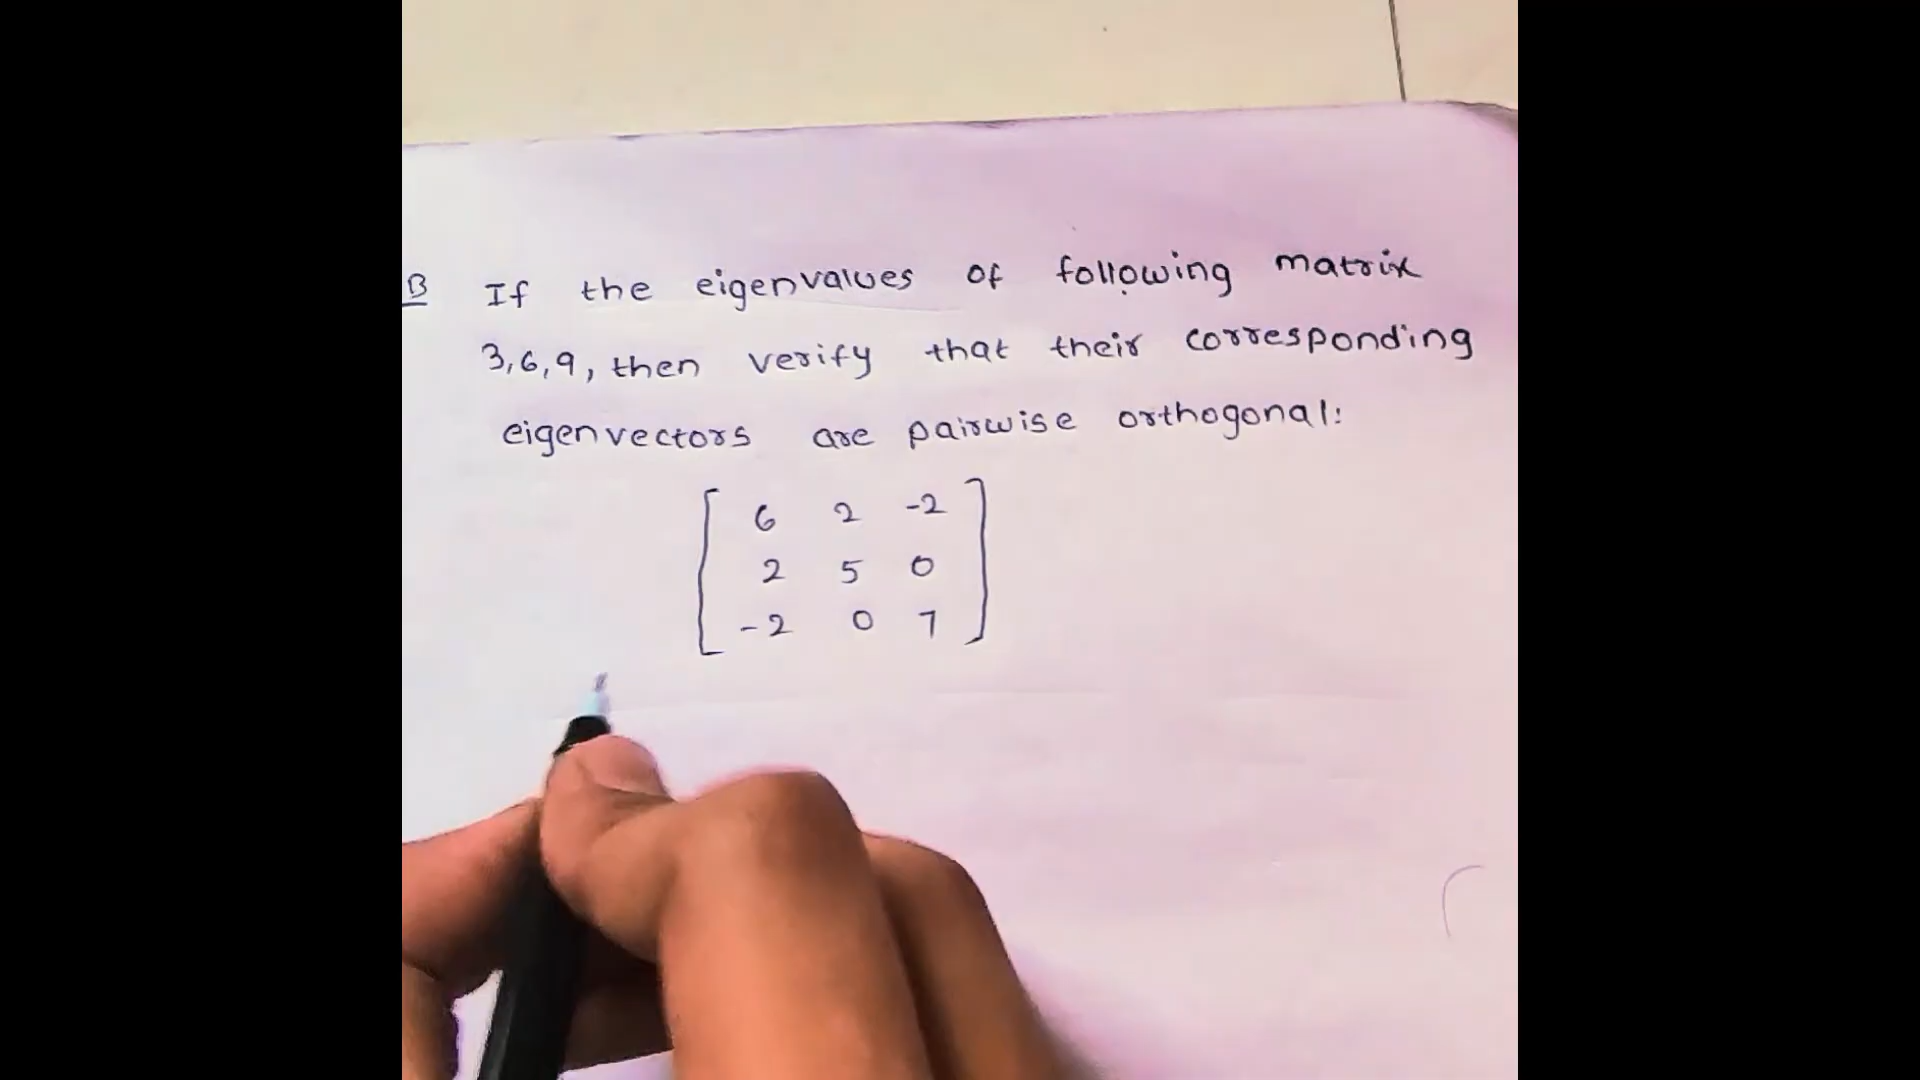 B If the eigenvalues of following matrix
3,6,9, then verify that their corresponding
eigenvectors are pairwise orthogonal:
6 2 -2
2 5 0
-2 0 7